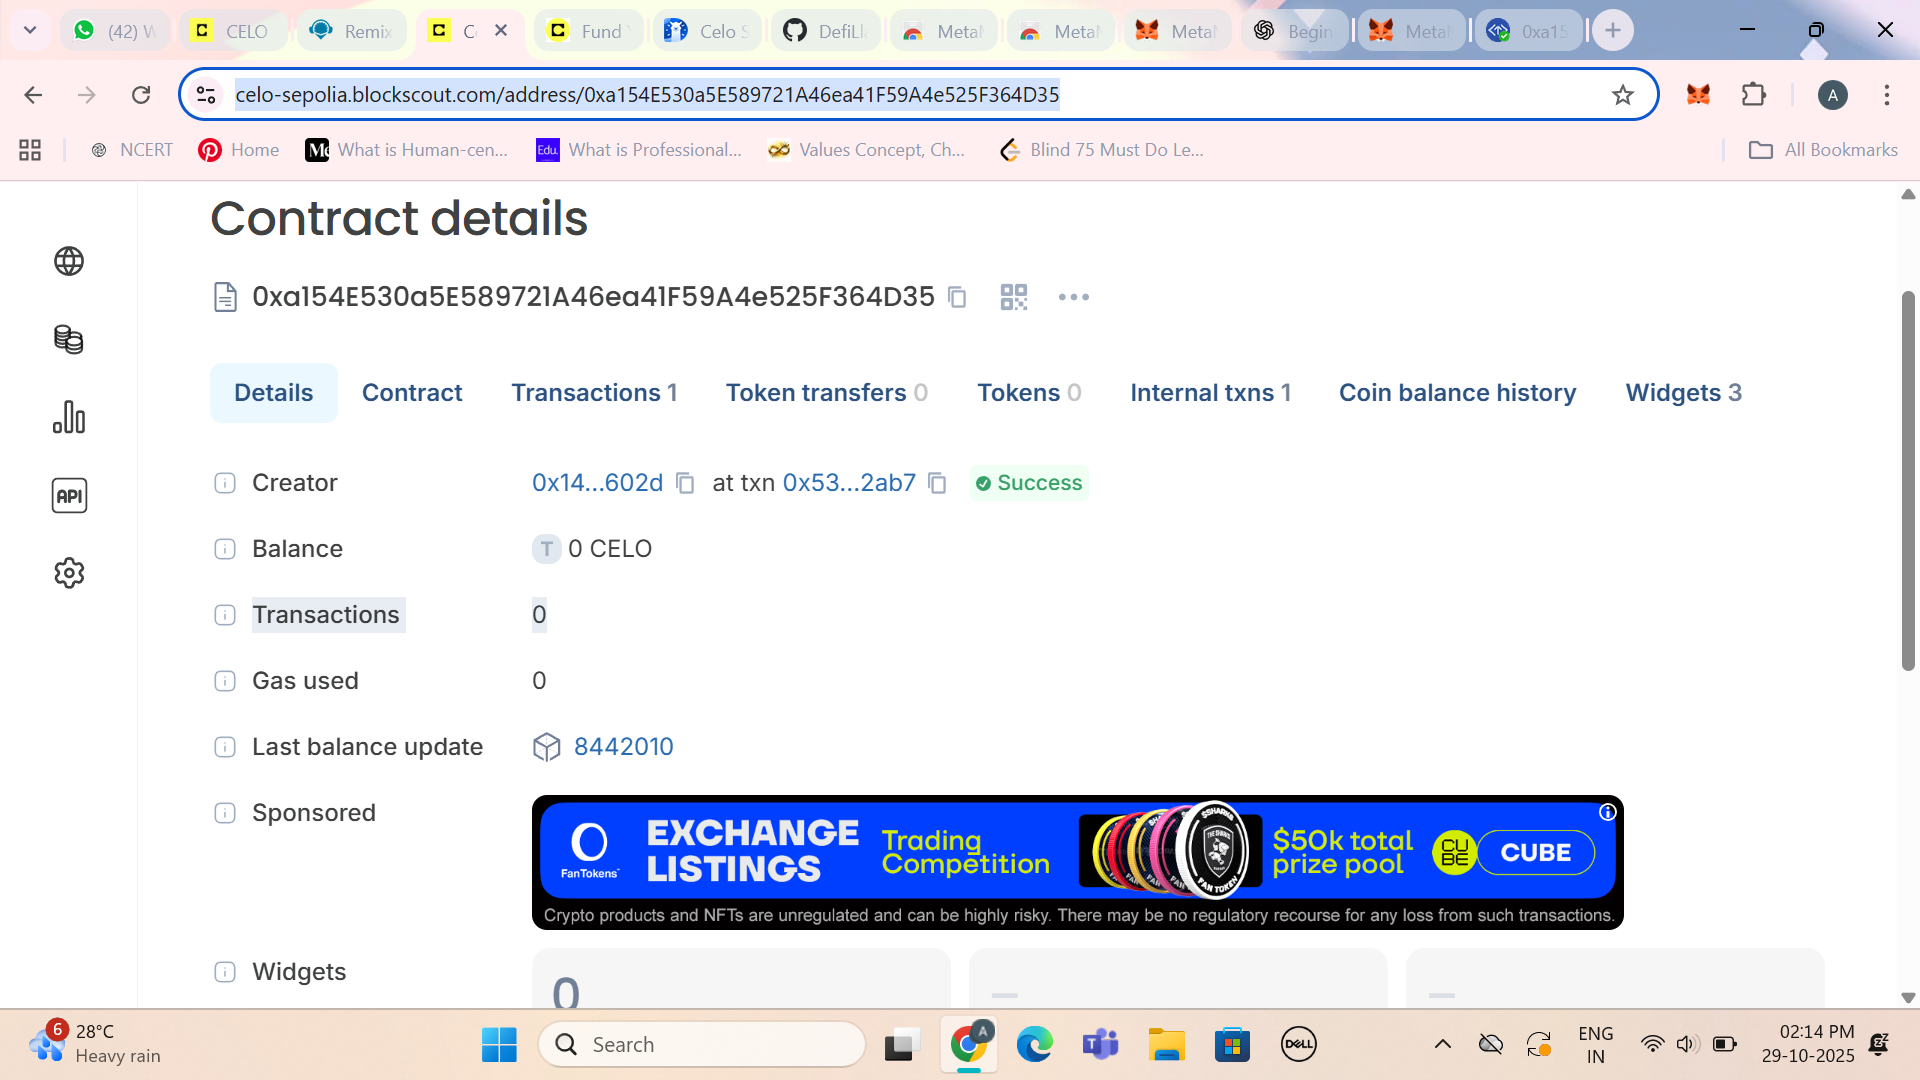 (42) W
CELO
Remix
C
Fund Y
Celo S
DefiLl
Metal
Metal
Metal
Begin
Metal
0xa15
celo-sepolia.blockscout.com/address/0xa154E530a5E589721A46ea41F59A4e525F364D35
A
NCERT
Home
Me
What is Human-cen...
Edu.
What is Professional...
Values Concept, Ch...
Blind 75 Must Do Le...
All Bookmarks
Contract details
0xa154E530a5E589721A46ea41F59A4e525F364D35
Details
Contract
Transactions 1
Token transfers 0
Tokens 0
Internal txns 1
Coin balance history
Widgets 3
API
Creator
0x14...602d
at txn 0x53...2ab7
Success
Balance
T 0 CELO
Transactions
0
Gas used
0
Last balance update
8442010
Sponsored
FanTokens
EXCHANGE
LISTINGS
Trading
Competition
$50k total
prize pool
CU
BE
CUBE
Crypto products and NFTs are unregulated and can be highly risky. There may be no regulatory recourse for any loss from such transactions.
Widgets
0
—
—
6
28°C
Heavy rain
Search
A
T
DELL
ENG
IN
02:14 PM
29-10-2025